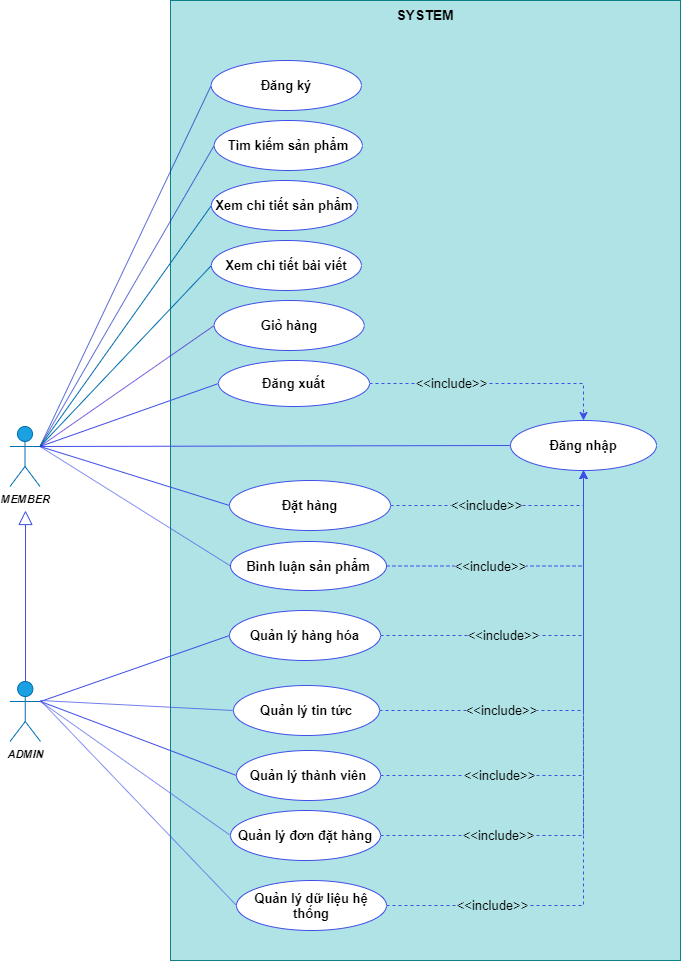 SYSTEM
Đăng ký
Tìm kiếm sản phẩm
Xem chi tiết sản phẩm
Xem chi tiết bài viết
Giỏ hàng
Đăng xuất
<<include>>
Đăng nhập
MEMBER
Đặt hàng
<<include>>
Bình luận sản phẩm
<<include>>
Quản lý hàng hóa
<<include>>
Quản lý tin tức
<<include>>
ADMIN
Quản lý thành viên
<<include>>
Quản lý đơn đặt hàng
<<include>>
Quản lý dữ liệu hệ
thống
<<include>>